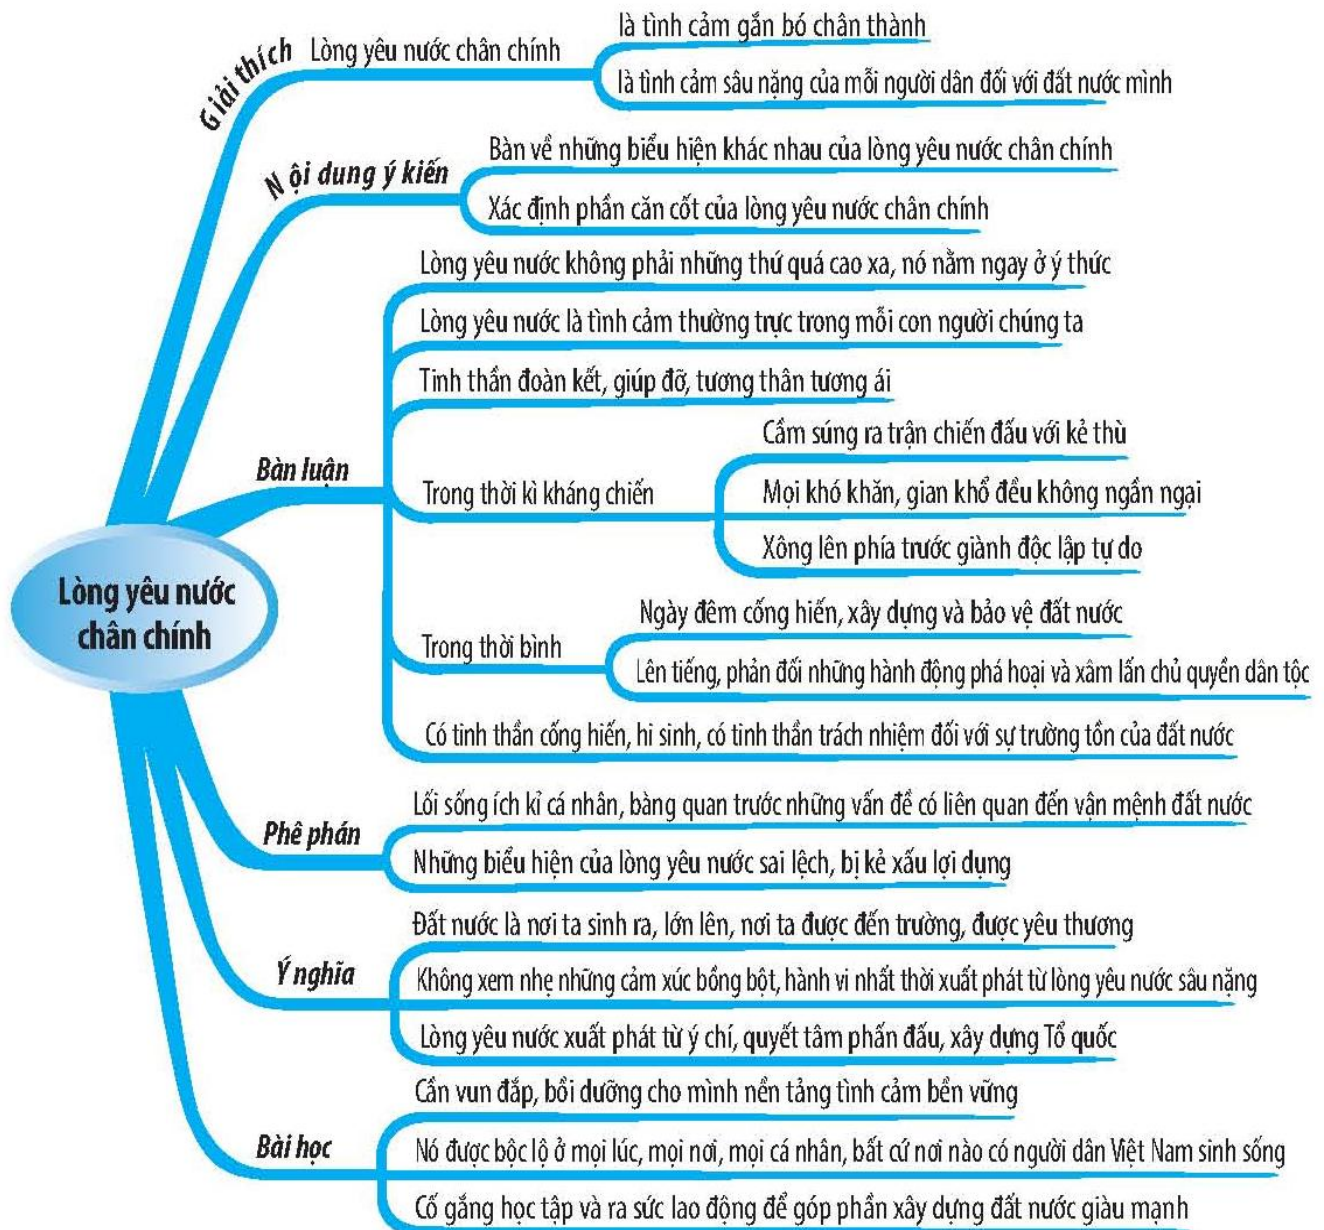 Giải thích
Lòng yêu nước chân chính
là tình cảm gắn bó chân thành
là tình cảm sâu nặng của mỗi người dân đối với đất nước mình
Nội dung ý kiến
Bàn về những biểu hiện khác nhau của lòng yêu nước chân chính
Xác định phần căn cốt của lòng yêu nước chân chính
Bàn luận
Lòng yêu nước không phải những thứ quá cao xa, nó nằm ngay ở ý thức
Lòng yêu nước là tình cảm thường trực trong mỗi con người chúng ta
Tinh thần đoàn kết, giúp đỡ, tương thân tương ái
Trong thời kì kháng chiến
Cầm súng ra trận chiến đấu với kẻ thù
Mọi khó khăn, gian khổ đều không ngần ngại
Xông lên phía trước giành độc lập tự do
Lòng yêu nước
chân chính
Trong thời bình
Ngày đêm cống hiến, xây dựng và bảo vệ đất nước
Lên tiếng, phản đối những hành động phá hoại và xâm lấn chủ quyền dân tộc
Có tinh thần cống hiến, hi sinh, có tinh thần trách nhiệm đối với sự trường tồn của đất nước
Phê phán
Lối sống ích kỉ cá nhân, bàng quan trước những vấn đề có liên quan đến vận mệnh đất nước
Những biểu hiện của lòng yêu nước sai lệch, bị kẻ xấu lợi dụng
Ý nghĩa
Đất nước là nơi ta sinh ra, lớn lên, nơi ta được đến trường, được yêu thương
Không xem nhẹ những cảm xúc bồng bột, hành vi nhất thời xuất phát từ lòng yêu nước sâu nặng
Lòng yêu nước xuất phát từ ý chí, quyết tâm phấn đấu, xây dựng Tổ quốc
Bài học
Cần vun đắp, bồi dưỡng cho mình nền tảng tình cảm bền vững
Nó được bộc lộ ở mọi lúc, mọi nơi, mọi cá nhân, bất cứ nơi nào có người dân Việt Nam sinh sống
Cố gắng học tập và ra sức lao động để góp phần xây dựng đất nước giàu mạnh